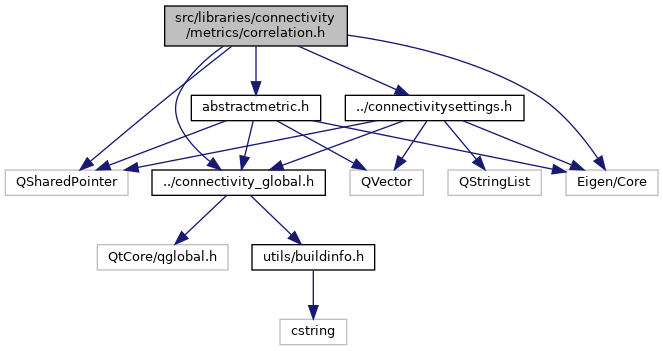 src/libraries/connectivity
/metrics/correlation.h
abstractmetric.h
../connectivitysettings.h
QSharedPointer
../connectivity_global.h
QVector
QStringList
Eigen/Core
QtCore/qglobal.h
utils/buildinfo.h
cstring